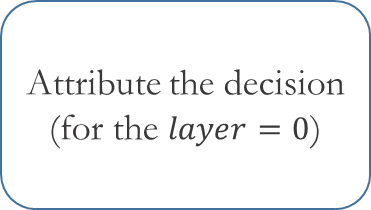 Attribute the decision
(for the layer = 0)